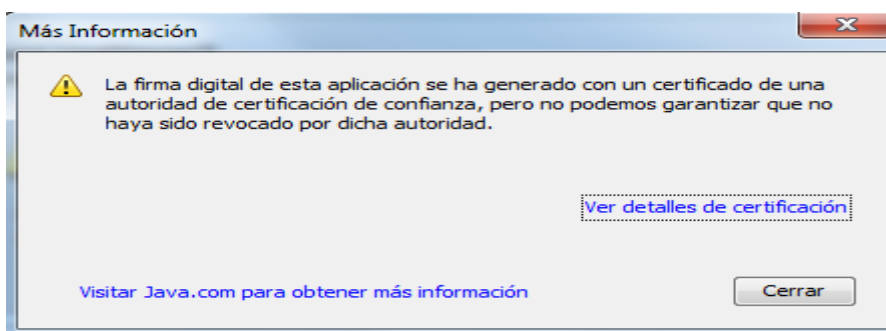 Más Información
La firma digital de esta aplicación se ha generado con un certificado de una
autoridad de certificación de confianza, pero no podemos garantizar que no
haya sido revocado por dicha autoridad.
Ver detalles de certificación
Visitar Java.com para obtener más información
Cerrar